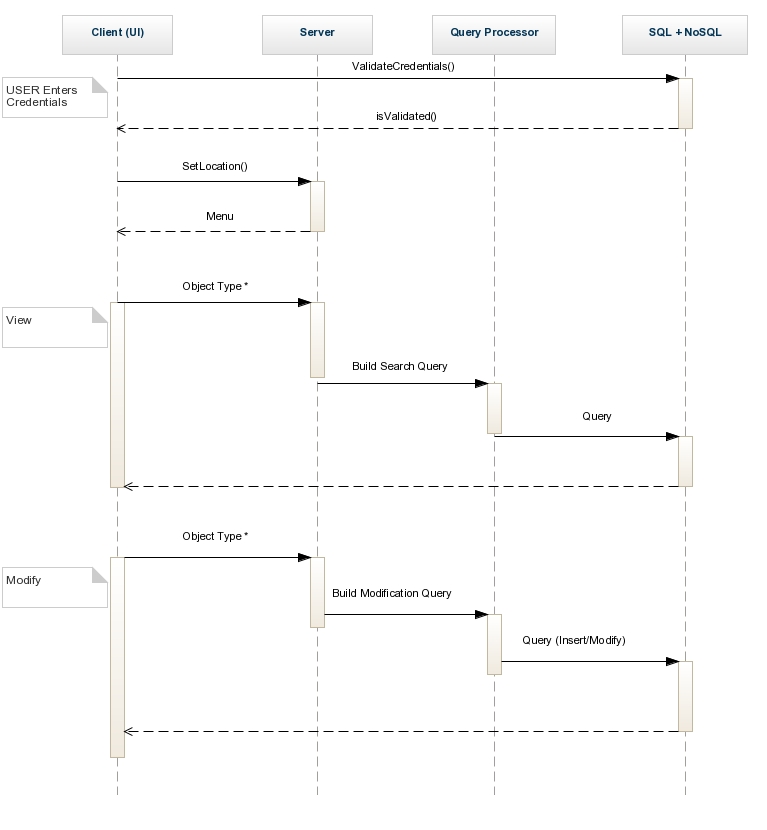 Client (UI)
Server
Query Processor
SQL + NoSQL
ValidateCredentials()
USER Enters
Credentials
isValidated()
SetLocation()
Menu
Object Type *
View
Build Search Query
Query
Object Type *
Modify
Build Modification Query
Query (Insert/Modify)